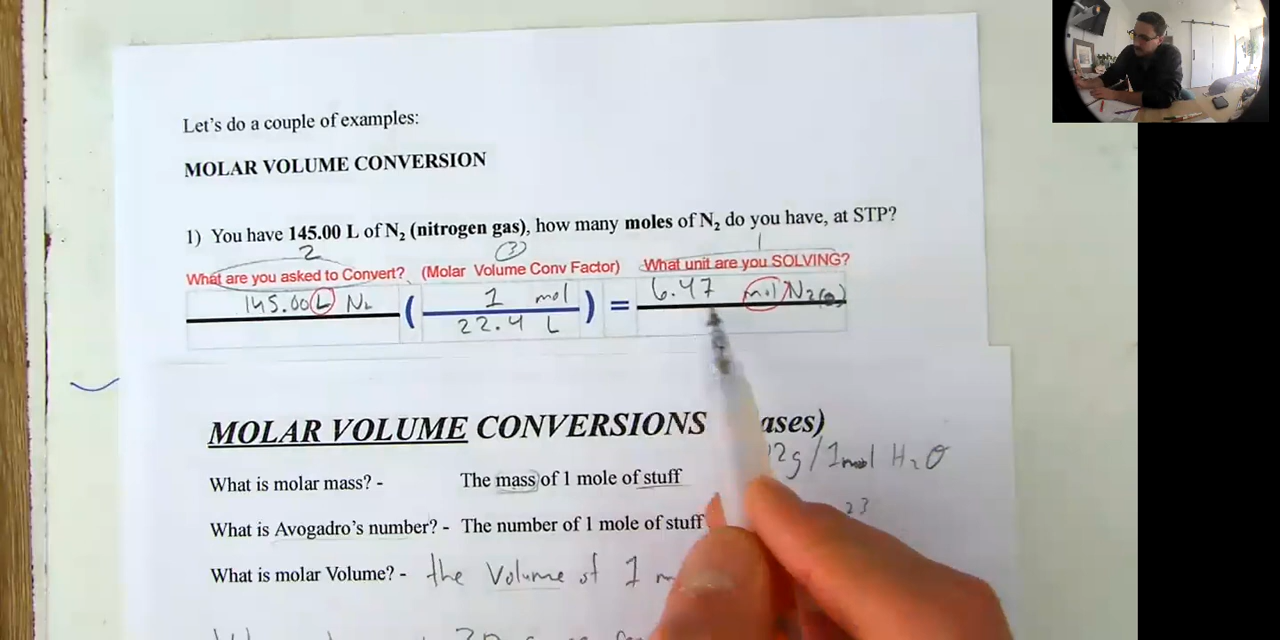 Let's do a couple of examples:
MOLAR VOLUME CONVERSION
1) You have 145.00 L of N₂ (nitrogen gas), how many moles of N₂ do you have, at STP?
2 3 1
What are you asked to Convert? (Molar Volume Conv Factor) What unit are you SOLVING?
145.00 L N₂ ( 1 mol ) = 6.47 mol N₂(g)
22.4 L
MOLAR VOLUME CONVERSIONS ases)
2g/1mol H₂O
What is molar mass? - The mass of 1 mole of stuff
23
What is Avogadro's number? - The number of 1 mole of stuff
What is molar Volume? - the Volume of 1 m